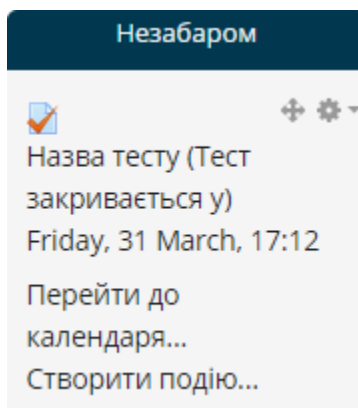 Незабаром
Назва тесту (Тест
закривається у)
Friday, 31 March, 17:12
Перейти до
календаря...
Створити подію...